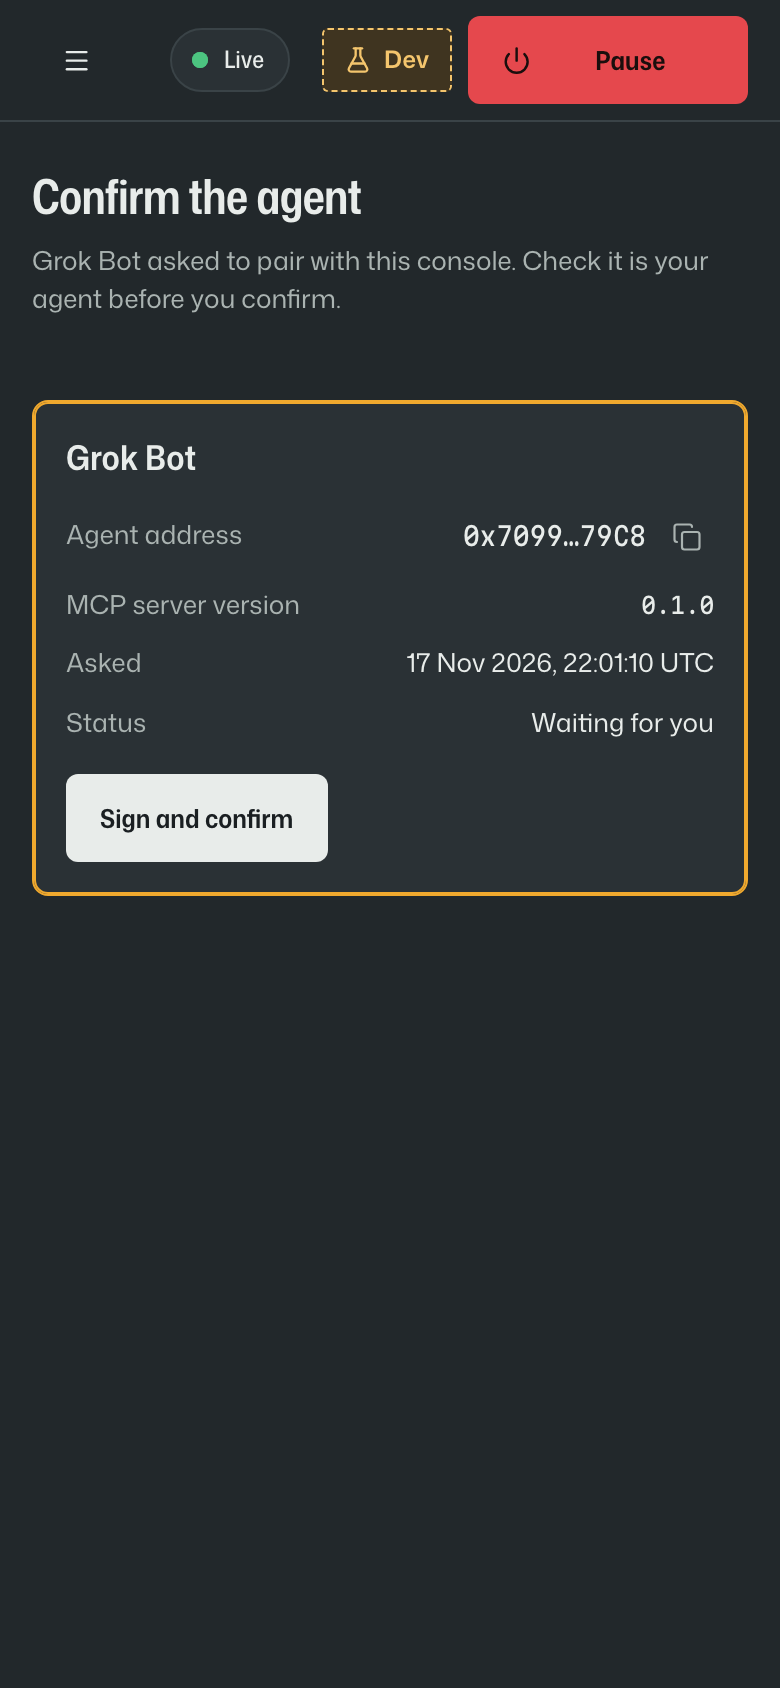 Live
Dev
Pause
Confirm the agent
Grok Bot asked to pair with this console. Check it is your
agent before you confirm.
Grok Bot
Agent address 0x7099…79C8
MCP server version 0.1.0
Asked 17 Nov 2026, 22:01:10 UTC
Status Waiting for you
Sign and confirm